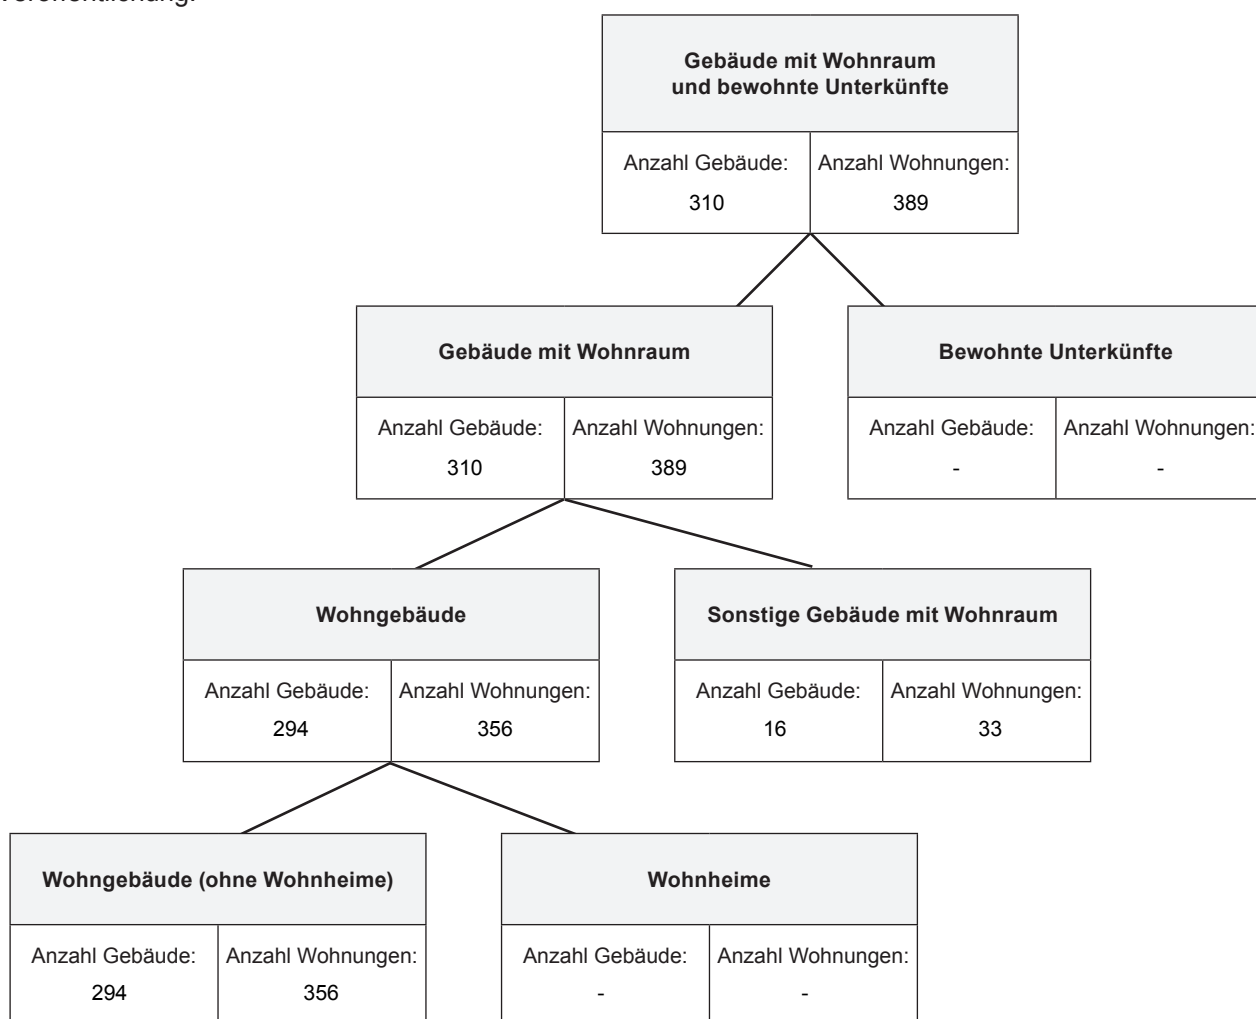 Veröffentlichung.
Gebäude mit Wohnraum
und bewohnte Unterkünfte
Anzahl Gebäude: Anzahl Wohnungen:
310 389
Gebäude mit Wohnraum
Anzahl Gebäude: Anzahl Wohnungen:
310 389
Bewohnte Unterkünfte
Anzahl Gebäude: Anzahl Wohnungen:
- -
Wohngebäude
Anzahl Gebäude: Anzahl Wohnungen:
294 356
Sonstige Gebäude mit Wohnraum
Anzahl Gebäude: Anzahl Wohnungen:
16 33
Wohngebäude (ohne Wohnheime)
Anzahl Gebäude: Anzahl Wohnungen:
294 356
Wohnheime
Anzahl Gebäude: Anzahl Wohnungen:
- -